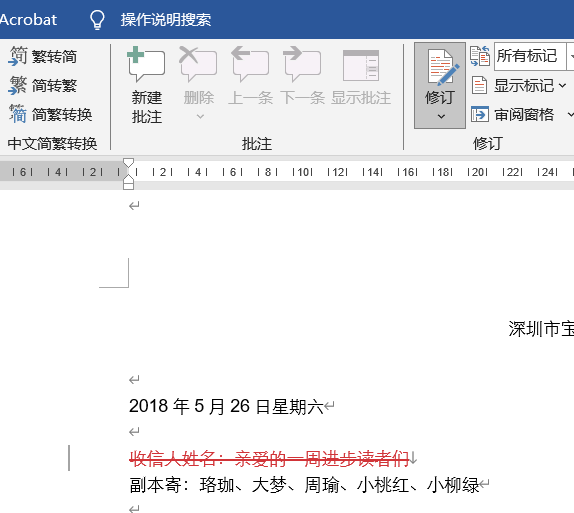 Acrobat 操作说明搜索
繁转简
简转繁
简繁转换
中文简繁转换
新建批注
删除
上一条
下一条
显示批注
批注
修订
所有标记
显示标记
审阅窗格
修订
6 4 2 2 4 6 8 10 12 14 16 18 20 22 24
深圳市宝
2018 年 5 月 26 日星期六
收信人姓名：亲爱的一周进步读者们
副本寄：珞珈、大梦、周瑜、小桃红、小柳绿